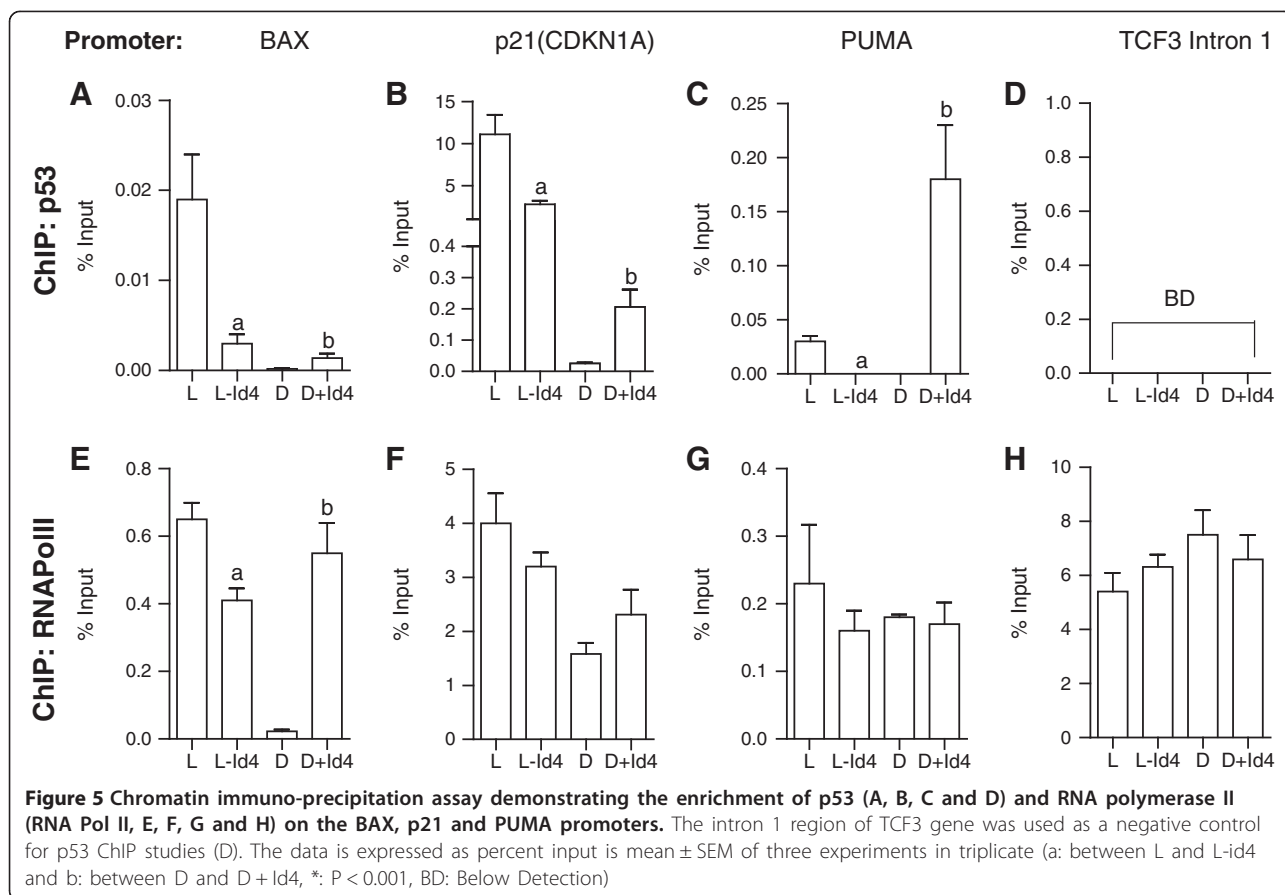 Promoter: BAX p21(CDKN1A) PUMA TCF3 Intron 1
ChIP: p53
A
0.03
0.02
0.01
0.00
% Input
a
b
L L-Id4 D D+Id4
B
15
10
5
0.4
0.3
0.2
0.1
0.0
% Input
a
b
L L-Id4 D D+Id4
C
0.25
0.20
0.15
0.10
0.05
0.00
% Input
a
b
L L-Id4 D D+Id4
D
1.0
0.8
0.6
0.4
0.2
0.0
% Input
BD
L L-Id4 D D+Id4
ChIP: RNAPolII
E
0.8
0.6
0.4
0.2
0.0
% Input
a
b
L L-Id4 D D+Id4
F
5
4
3
2
1
0
% Input
L L-Id4 D D+Id4
G
0.4
0.3
0.2
0.1
0.0
% Input
L L-Id4 D D+Id4
H
10
8
6
4
2
0
% Input
L L-Id4 D D+Id4
Figure 5 Chromatin immuno-precipitation assay demonstrating the enrichment of p53 (A, B, C and D) and RNA polymerase II
(RNA Pol II, E, F, G and H) on the BAX, p21 and PUMA promoters. The intron 1 region of TCF3 gene was used as a negative control
for p53 ChIP studies (D). The data is expressed as percent input is mean ± SEM of three experiments in triplicate (a: between L and L-id4
and b: between D and D + Id4, *: P < 0.001, BD: Below Detection)